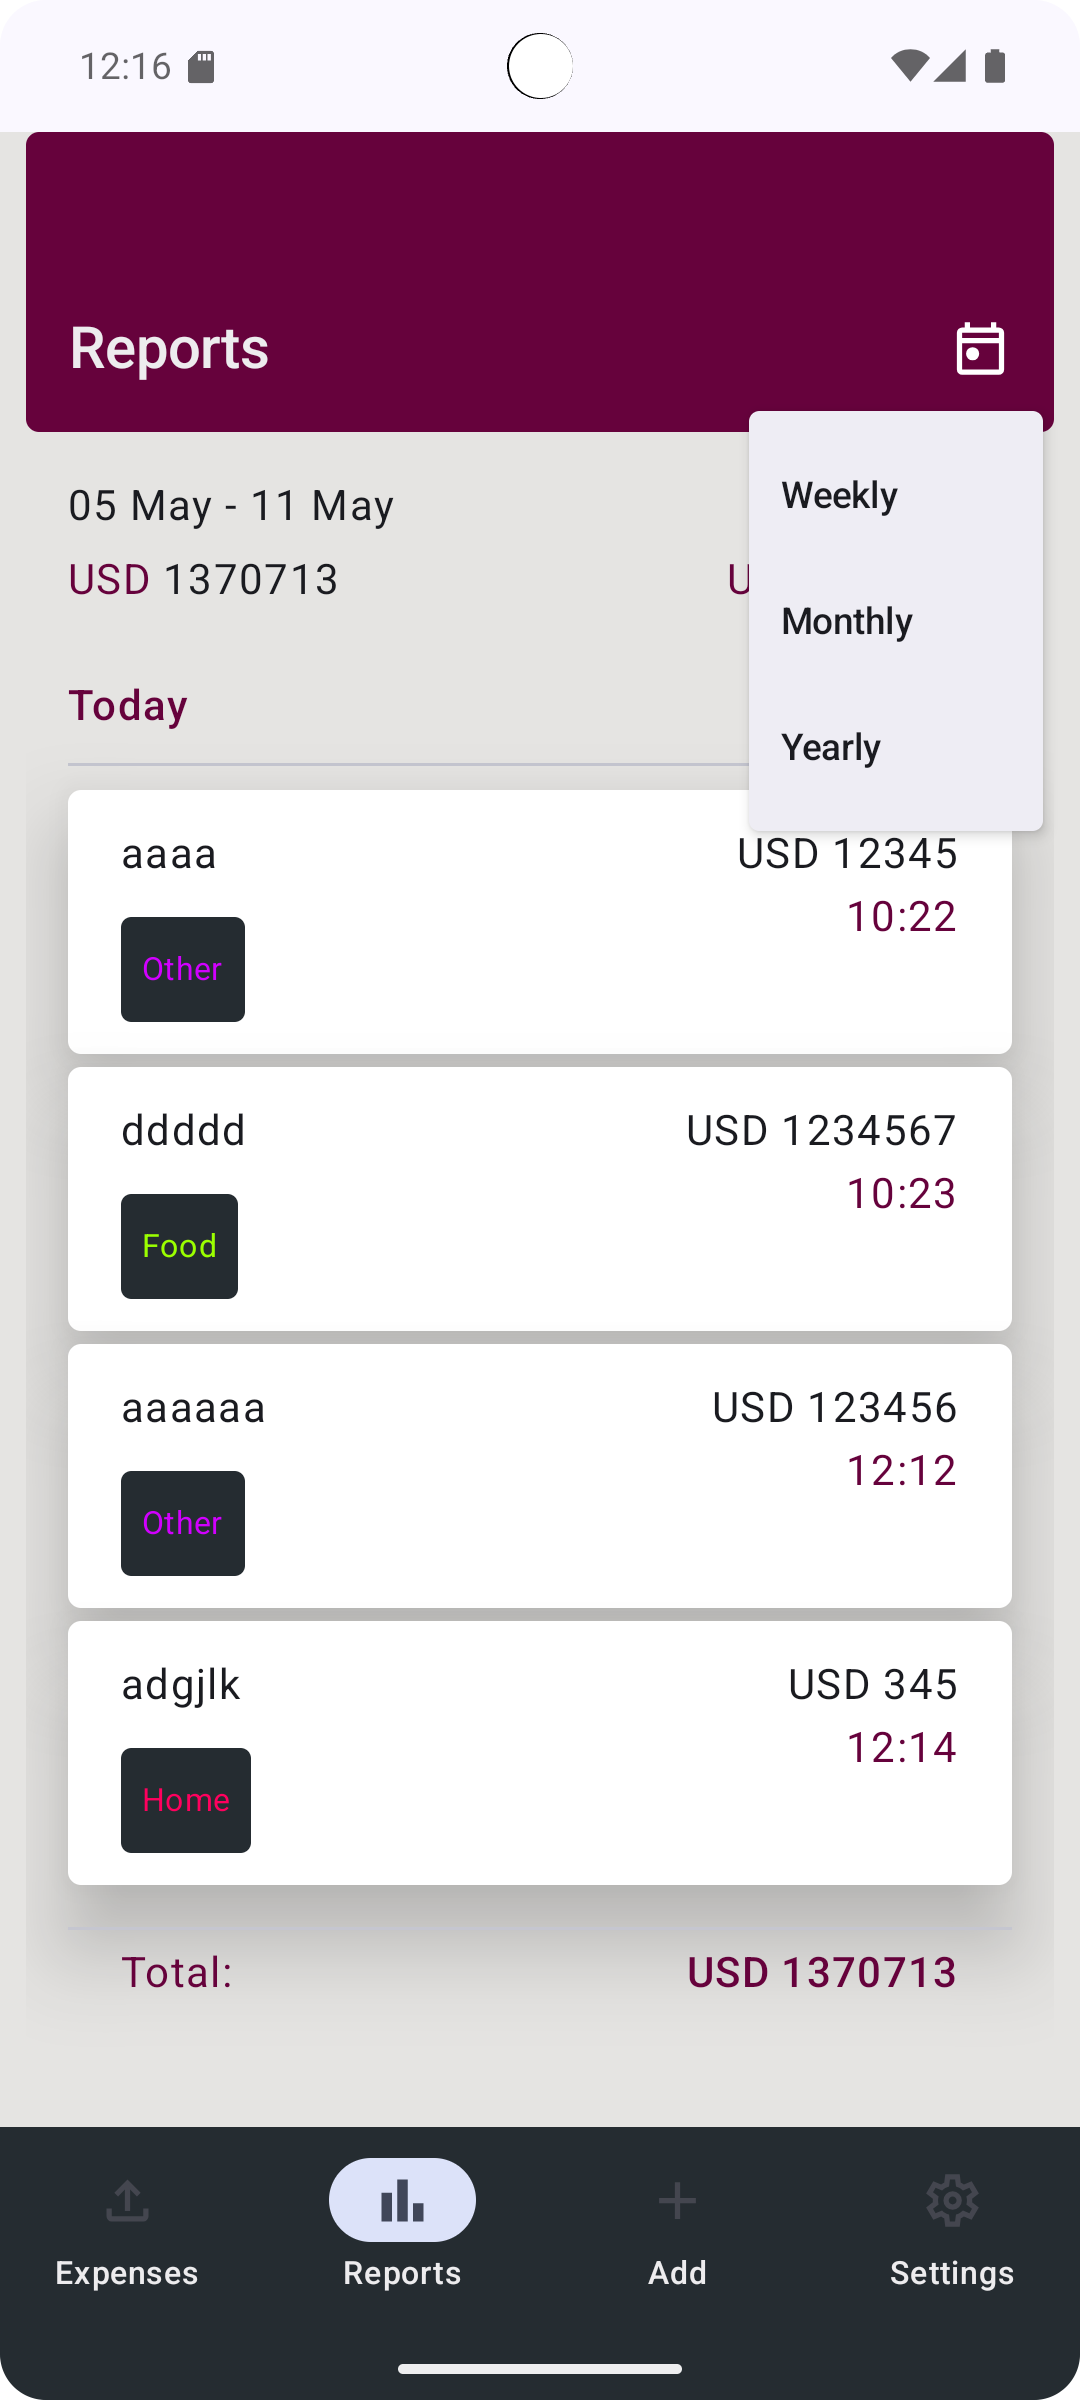 12:16
Reports
Weekly
Monthly
Yearly
05 May - 11 May
USD 1370713
Today
aaaa
USD 12345
10:22
Other
ddddd
USD 1234567
10:23
Food
aaaaaa
USD 123456
12:12
Other
adgjlk
USD 345
12:14
Home
Total:
USD 1370713
Expenses
Reports
Add
Settings